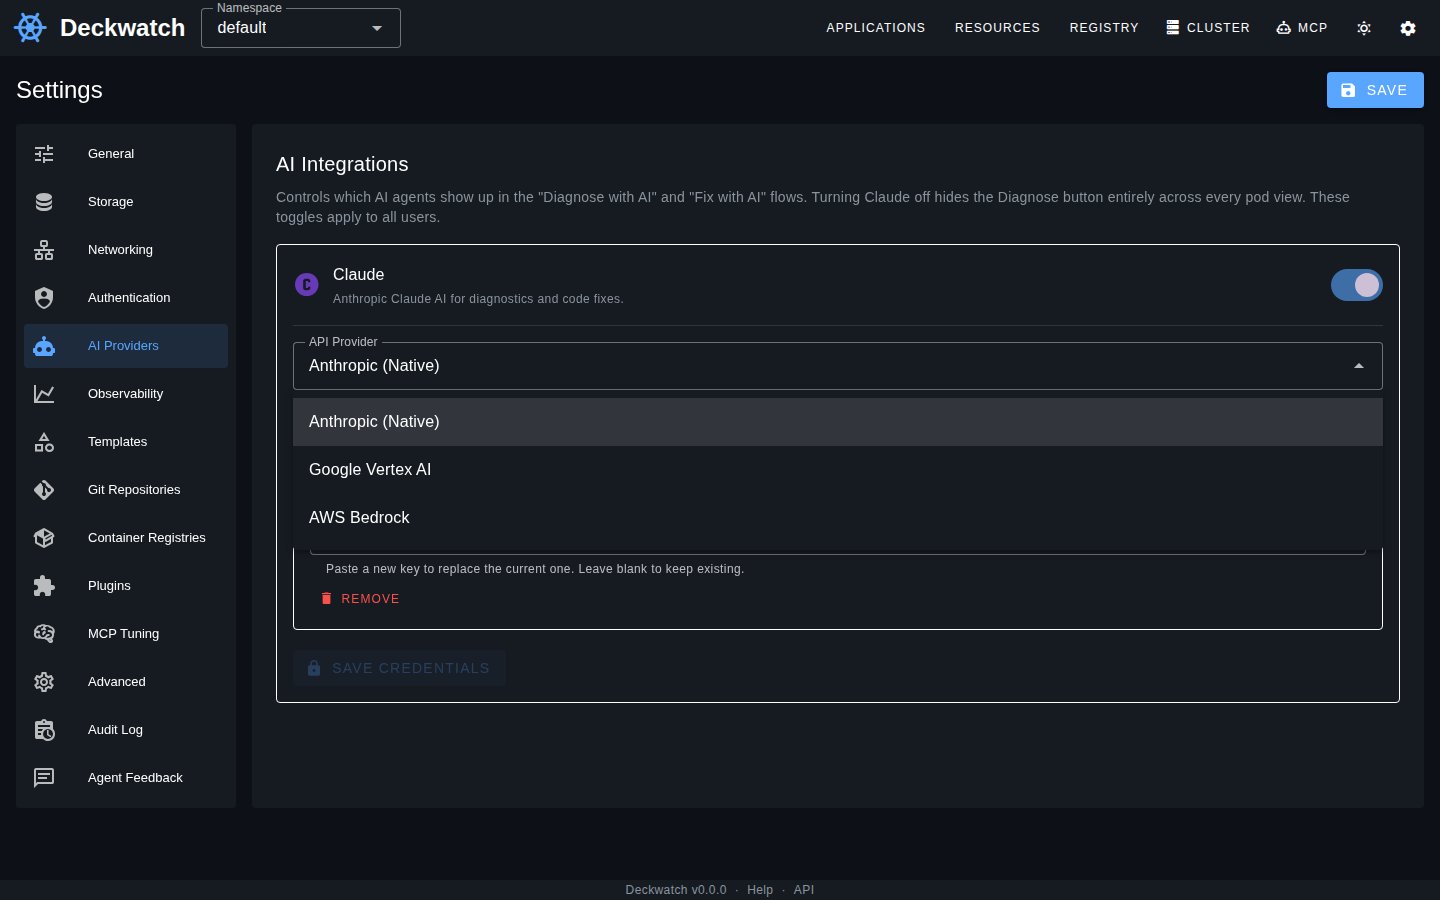 Deckwatch
Namespace
default
APPLICATIONS
RESOURCES
REGISTRY
CLUSTER
MCP
Settings
SAVE
General
Storage
Networking
Authentication
AI Providers
Observability
Templates
Git Repositories
Container Registries
Plugins
MCP Tuning
Advanced
Audit Log
Agent Feedback
AI Integrations
Controls which AI agents show up in the "Diagnose with AI" and "Fix with AI" flows. Turning Claude off hides the Diagnose button entirely across every pod view. These
toggles apply to all users.
C
Claude
Anthropic Claude AI for diagnostics and code fixes.
API Provider
Anthropic (Native)
Anthropic (Native)
Google Vertex AI
AWS Bedrock
Paste a new key to replace the current one. Leave blank to keep existing.
REMOVE
SAVE CREDENTIALS
Deckwatch v0.0.0 · Help · API